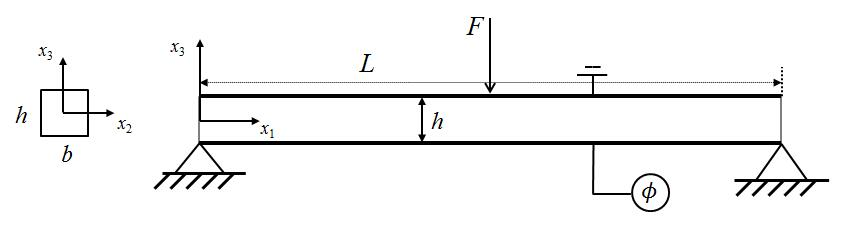 F
x₃
x₃
L
h
x₂
h
x₁
b
ϕ